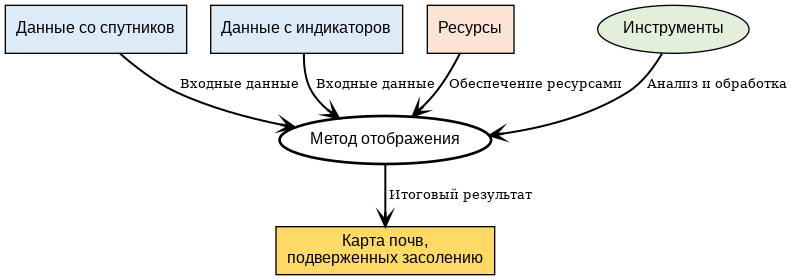 Данные со спутников
Данные с индикаторов
Ресурсы
Инструменты
Входные данные
Входные данные
Обеспечение ресурсами
Анализ и обработка
Метод отображения
Итоговый результат
Карта почв,
подверженных засолению